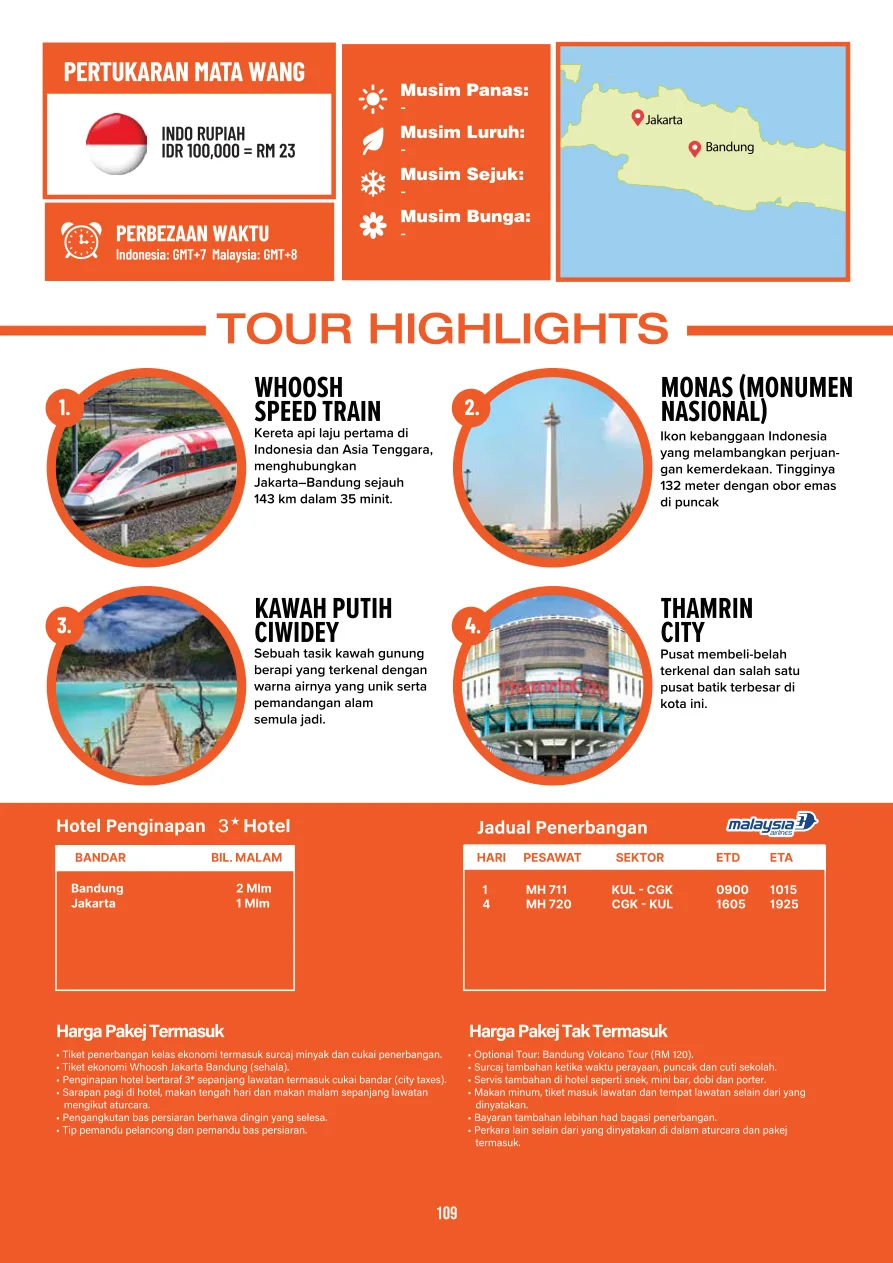 PERTUKARAN MATA WANG
INDO RUPIAH
IDR 100,000 = RM 23
PERBEZAAN WAKTU
Indonesia: GMT+7 Malaysia: GMT+8
Musim Panas:
-
Musim Luruh:
-
Musim Sejuk:
-
Musim Bunga:
-
Jakarta
Bandung
TOUR HIGHLIGHTS
1.
WHOOSH
SPEED TRAIN
Kereta api laju pertama di
Indonesia dan Asia Tenggara,
menghubungkan
Jakarta–Bandung sejauh
143 km dalam 35 minit.
2.
MONAS (MONUMEN
NASIONAL)
Ikon kebanggaan Indonesia
yang melambangkan perjuan-
gan kemerdekaan. Tingginya
132 meter dengan obor emas
di puncak
3.
KAWAH PUTIH
CIWIDEY
Sebuah tasik kawah gunung
berapi yang terkenal dengan
warna airnya yang unik serta
pemandangan alam
semula jadi.
4.
ThamrinCity
THAMRIN
CITY
Pusat membeli-belah
terkenal dan salah satu
pusat batik terbesar di
kota ini.
Hotel Penginapan 3★ Hotel
BANDAR BIL. MALAM
Bandung 2 Mlm
Jakarta 1 Mlm
Jadual Penerbangan
malaysia
airlines
HARI PESAWAT SEKTOR ETD ETA
1 MH 711 KUL - CGK 0900 1015
4 MH 720 CGK - KUL 1605 1925
Harga Pakej Termasuk
• Tiket penerbangan kelas ekonomi termasuk surcaj minyak dan cukai penerbangan.
• Tiket ekonomi Whoosh Jakarta Bandung (sehala).
• Penginapan hotel bertaraf 3* sepanjang lawatan termasuk cukai bandar (city taxes).
• Sarapan pagi di hotel, makan tengah hari dan makan malam sepanjang lawatan
mengikut aturcara.
• Pengangkutan bas persiaran berhawa dingin yang selesa.
• Tip pemandu pelancong dan pemandu bas persiaran.
Harga Pakej Tak Termasuk
• Optional Tour: Bandung Volcano Tour (RM 120).
• Surcaj tambahan ketika waktu perayaan, puncak dan cuti sekolah.
• Servis tambahan di hotel seperti snek, mini bar, dobi dan porter.
• Makan minum, tiket masuk lawatan dan tempat lawatan selain dari yang
dinyatakan.
• Bayaran tambahan lebihan had bagasi penerbangan.
• Perkara lain selain dari yang dinyatakan di dalam aturcara dan pakej
termasuk.
109